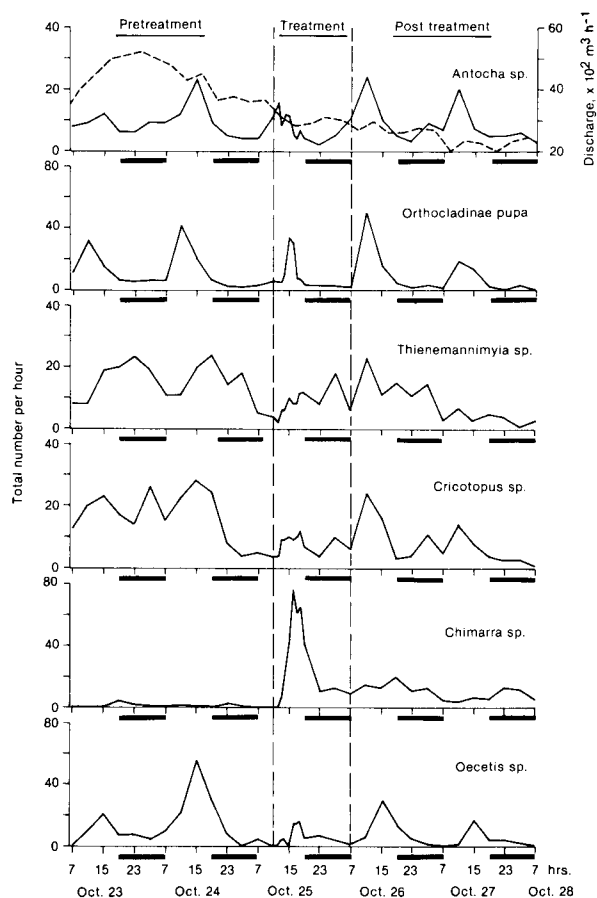 Pretreatment
Treatment
Post treatment
Total number per hour
Discharge, x 10² m³ h⁻¹
40
20
0
60
50
40
30
20
Antocha sp.
80
40
0
Orthocladinae pupa
40
20
0
Thienemannimyia sp.
40
20
0
Cricotopus sp.
80
40
0
Chimarra sp.
80
40
0
Oecetis sp.
7 15 23 7 15 23 7 15 23 7 15 23 7 15 23 7 hrs.
Oct. 23 Oct. 24 Oct. 25 Oct. 26 Oct. 27 Oct. 28